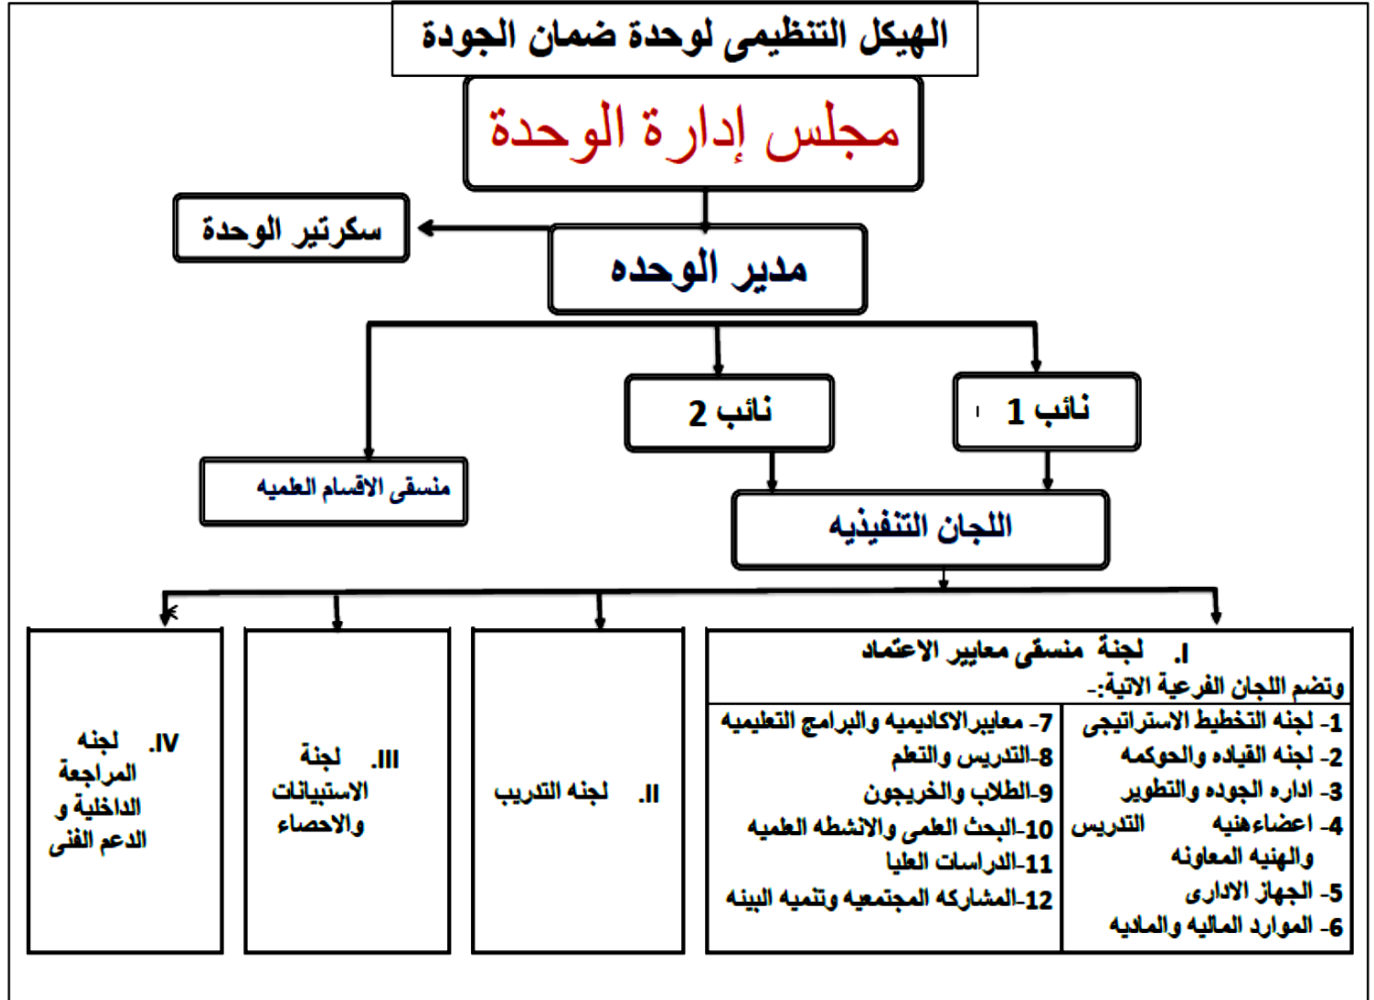 الهيكل التنظيمى لوحدة ضمان الجودة
مجلس إدارة الوحدة
سكرتير الوحدة
مدير الوحده
نائب 1
نائب 2
منسقى الاقسام العلميه
اللجان التنفيذيه
I. لجنة منسقى معايير الاعتماد
وتضم اللجان الفرعية الاتية:-
1- لجنه التخطيط الاستراتيجى
2- لجنه القياده والحوكمه
3- اداره الجوده والتطوير
4- اعضاءهنيه التدريس
والهنيه المعاونه
5- الجهاز الادارى
6- الموارد الماليه والماديه
7- معاييرالاكاديميه والبرامج التعليميه
8-التدريس والتعلم
9-الطلاب والخريجون
10-البحث العلمى والانشطه العلميه
11-الدراسات العليا
12-المشاركه المجتمعيه وتنميه البينه
II. لجنه التدريب
III. لجنة
الاستبيانات
والاحصاء
IV. لجنه
المراجعة
الداخلية و
الدعم الفنى